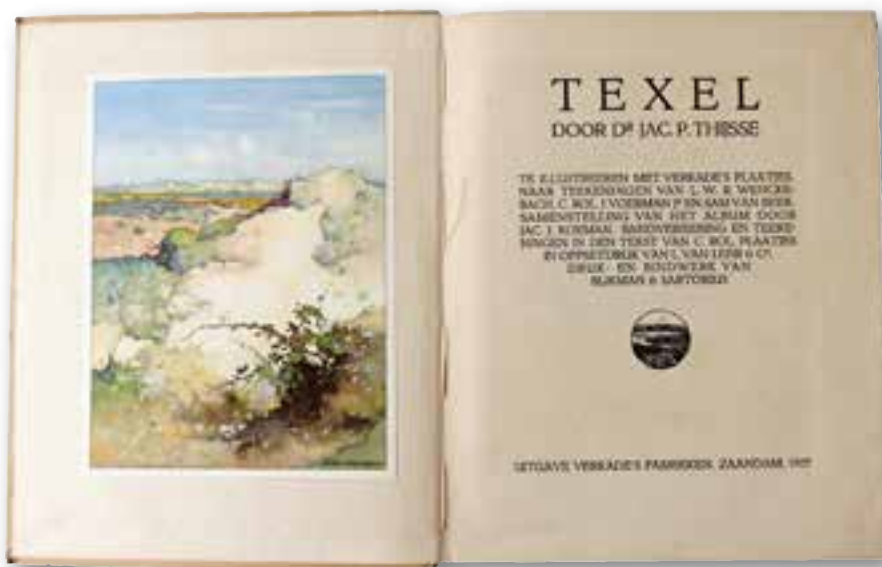 TEXEL
DOOR DR JAC. P. THIJSSE
TE ILLUSTREEREN MET VERKADE'S PLAATJES
NAAR TEEKENINGEN VAN L. W. R. WENCKE-
BACH, C. ROL, J. VOERMAN JR EN SAM VAN BEEK.
SAMENSTELLING VAN HET ALBUM DOOR
JAC. J. KOEMAN. BANDVERSIERING EN TEEKE-
NINGEN IN DEN TEKST VAN C. ROL, PLAATJES
IN OFFSETDRUK VAN L. VAN LEER & CO.
DRUK- EN BINDWERK VAN
BLIKMAN & SARTORIUS
UITGAVE VERKADE'S FABRIEKEN, ZAANDAM, 1927